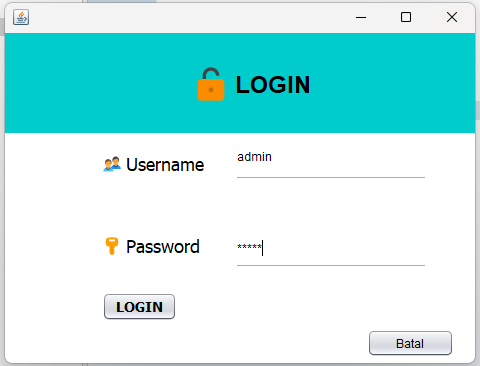 LOGIN
Username
admin
Password
*****
LOGIN
Batal